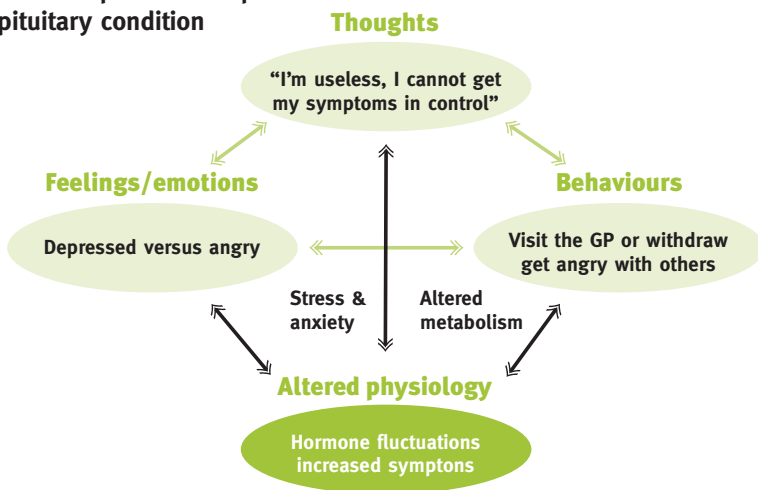 pituitary condition
Thoughts
“I’m useless, I cannot get
my symptoms in control”
Feelings/emotions
Behaviours
Depressed versus angry
Visit the GP or withdraw
get angry with others
Stress &
anxiety
Altered
metabolism
Altered physiology
Hormone fluctuations
increased symptons